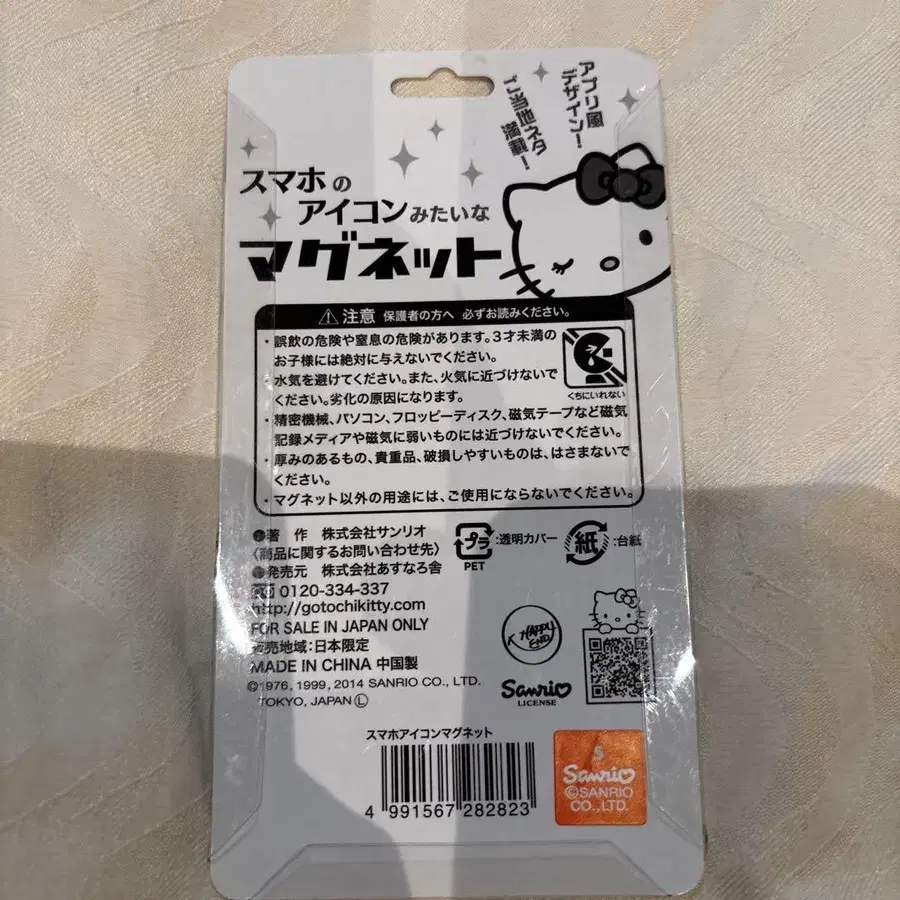 アプリ風
デザイン!
ご当地ネタ
満載!
スマホの
アイコンみたいな
マグネット
注意 保護者の方へ 必ずお読みください。
・誤飲の危険や窒息の危険があります。3才未満の
お子様には絶対に与えないでください。
・水気を避けてください。また、火気に近づけないで
ください。劣化の原因になります。
・精密機械、パソコン、フロッピーディスク、磁気テープなど磁気
記録メディアや磁気に弱いものには近づけないでください。
・厚みのあるもの、貴重品、破損しやすいものは、はさまないで
ください。
・マグネット以外の用途には、ご使用にならないでください。
くちにいれない
●著 作 株式会社サンリオ
〈商品に関するお問い合わせ先〉
●発売元 株式会社あすなろ舎
0120-334-337
http://gotochikitty.com
FOR SALE IN JAPAN ONLY
販売地域:日本限定
MADE IN CHINA 中国製
©1976, 1999, 2014 SANRIO CO., LTD.
TOKYO, JAPAN Ⓛ
プラ :透明カバー
PET
紙 :台紙
HAPPY
END
Sanrio
LICENSE
スマホアイコンマグネット
4 991567 282823
S
Sanrio
©SANRIO
CO.,LTD.